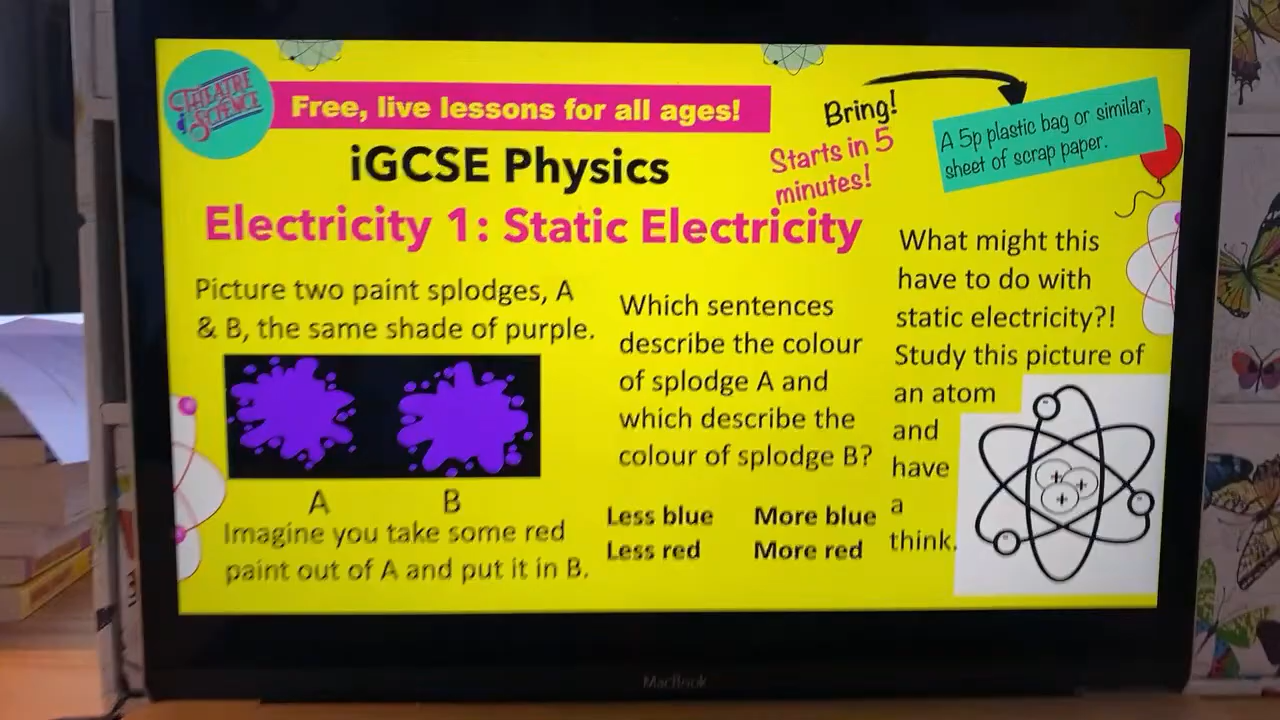 THEATRE
of SCIENCE
Free, live lessons for all ages!
iGCSE Physics
Electricity 1: Static Electricity
Bring!
Starts in 5
minutes!
A 5p plastic bag or similar,
sheet of scrap paper.
Picture two paint splodges, A
& B, the same shade of purple.
A B
Imagine you take some red
paint out of A and put it in B.
Which sentences
describe the colour
of splodge A and
which describe the
colour of splodge B?
Less blue More blue
Less red More red
What might this
have to do with
static electricity?!
Study this picture of
an atom
and
have
a
think.
+ +
+
MacBook